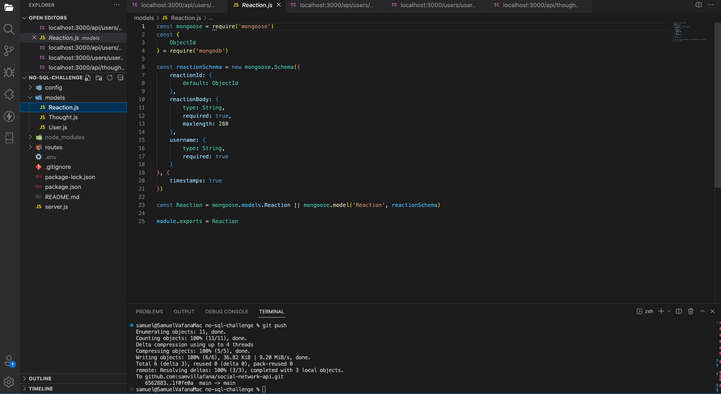 EXPLORER
OPEN EDITORS
localhost:3000/api/users/..
JS Reaction.js models
localhost:3000/api/users/..
localhost:3000/users/user...
localhost:3000/api/though...
NO-SQL-CHALLENGE
config
models
JS Reaction.js
JS Thought.js
JS User.js
node_modules
routes
.env
.gitignore
package-lock.json
package.json
README.md
JS server.js
OUTLINE
TIMELINE
1
localhost:3000/api/users/..
JS Reaction.js
localhost:3000/api/users/..
localhost:3000/users/user...
localhost:3000/api/though...
models > JS Reaction.js > ...
1 const mongoose = require('mongoose')
2 const {
3 ObjectId
4 } = require('mongodb')
5
6 const reactionSchema = new mongoose.Schema({
7 reactionId: {
8 default: ObjectId
9 },
10 reactionBody: {
11 type: String,
12 required: true,
13 maxlength: 280
14 },
15 username: {
16 type: String,
17 required: true
18 }
19 }, {
20 timestamps: true
21 })
22
23 const Reaction = mongoose.models.Reaction || mongoose.model('Reaction', reactionSchema)
24
25 module.exports = Reaction
PROBLEMS OUTPUT DEBUG CONSOLE TERMINAL
zsh
samuel@SamuelVafanaMac no-sql-challenge % git push
Enumerating objects: 11, done.
Counting objects: 100% (11/11), done.
Delta compression using up to 4 threads
Compressing objects: 100% (5/5), done.
Writing objects: 100% (6/6), 36.82 KiB | 9.20 MiB/s, done.
Total 6 (delta 3), reused 0 (delta 0), pack-reused 0
remote: Resolving deltas: 100% (3/3), completed with 3 local objects.
To github.com:samvillafana/social-network-api.git
6562883..1f0fe0a main -> main
samuel@SamuelVafanaMac no-sql-challenge %